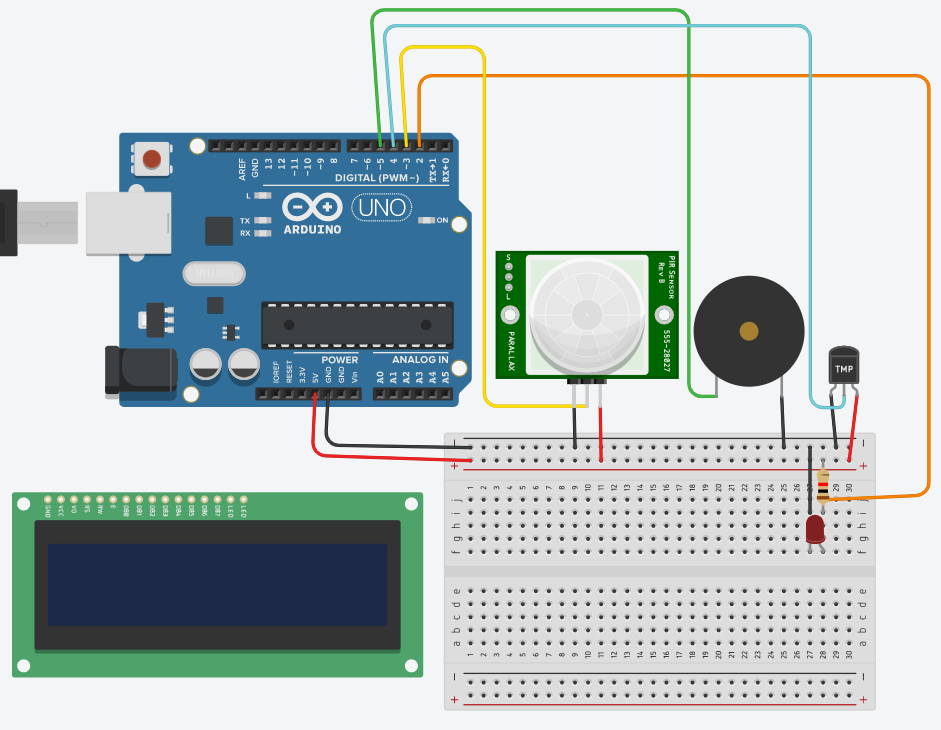 AREF
GND
13
12
~11
~10
~9
8
7
~6
~5
4
~3
2
TX→1
RX←0
DIGITAL (PWM~)
L
TX
RX
ARDUINO
UNO
ON
POWER
ANALOG IN
IOREF
RESET
3.3V
5V
GND
GND
Vin
A0
A1
A2
A3
A4
A5
S
L
PIR SENSOR
Rev B
PARALLAX
555-28027
TMP
GND
VCC
VO
RS
RW
E
DB0
DB1
DB2
DB3
DB4
DB5
DB6
DB7
LED
LED
− −
+ +
1 2 3 4 5 6 7 8 9 10 11 12 13 14 15 16 17 18 19 20 21 22 23 24 25 26 27 28 29 30
j j
i i
h h
g g
f f
e e
d d
c c
b b
a a
1 2 3 4 5 6 7 8 9 10 11 12 13 14 15 16 17 18 19 20 21 22 23 24 25 26 27 28 29 30
− −
+ +